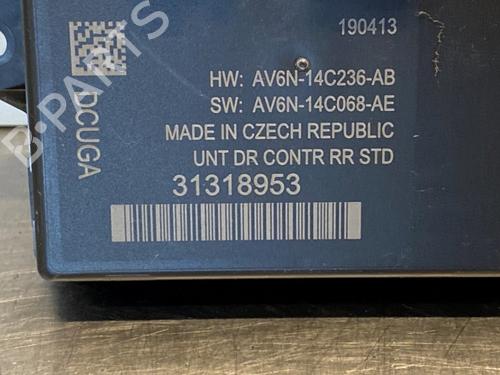 190413
HW: AV6N-14C236-AB
SW: AV6N-14C068-AE
MADE IN CZECH REPUBLIC
UNT DR CONTR RR STD
31318953
DCUGA
B-PARTS